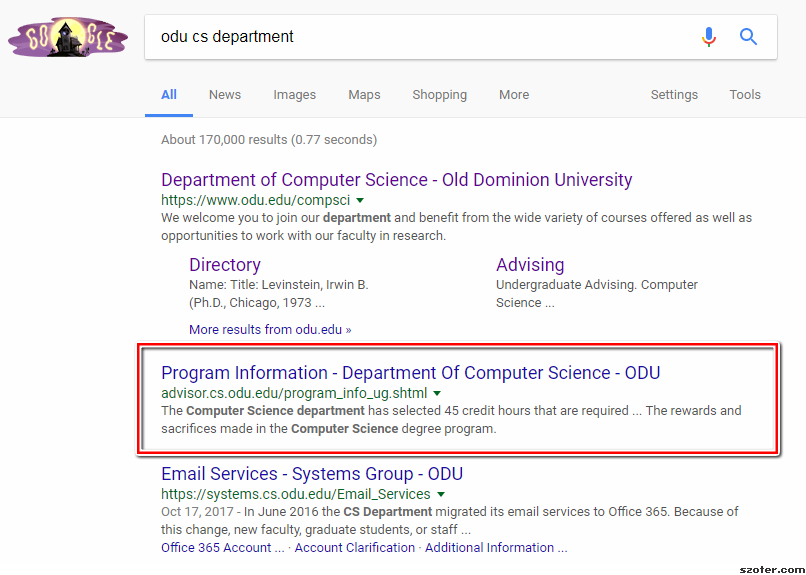 GOOGLE
odu cs department
All News Images Maps Shopping More Settings Tools
About 170,000 results (0.77 seconds)
Department of Computer Science - Old Dominion University
https://www.odu.edu/compsci
We welcome you to join our department and benefit from the wide variety of courses offered as well as
opportunities to work with our faculty in research.
Directory
Name: Title: Levinstein, Irwin B.
(Ph.D., Chicago, 1973 ...
Advising
Undergraduate Advising. Computer
Science ...
More results from odu.edu »
Program Information - Department Of Computer Science - ODU
advisor.cs.odu.edu/program_info_ug.shtml
The Computer Science department has selected 45 credit hours that are required ... The rewards and
sacrifices made in the Computer Science degree program.
Email Services - Systems Group - ODU
https://systems.cs.odu.edu/Email_Services
Oct 17, 2017 - In June 2016 the CS Department migrated its email services to Office 365. Because of
this change, new faculty, graduate students, or staff ...
Office 365 Account ... · Account Clarification · Additional Information ...
szoter.com